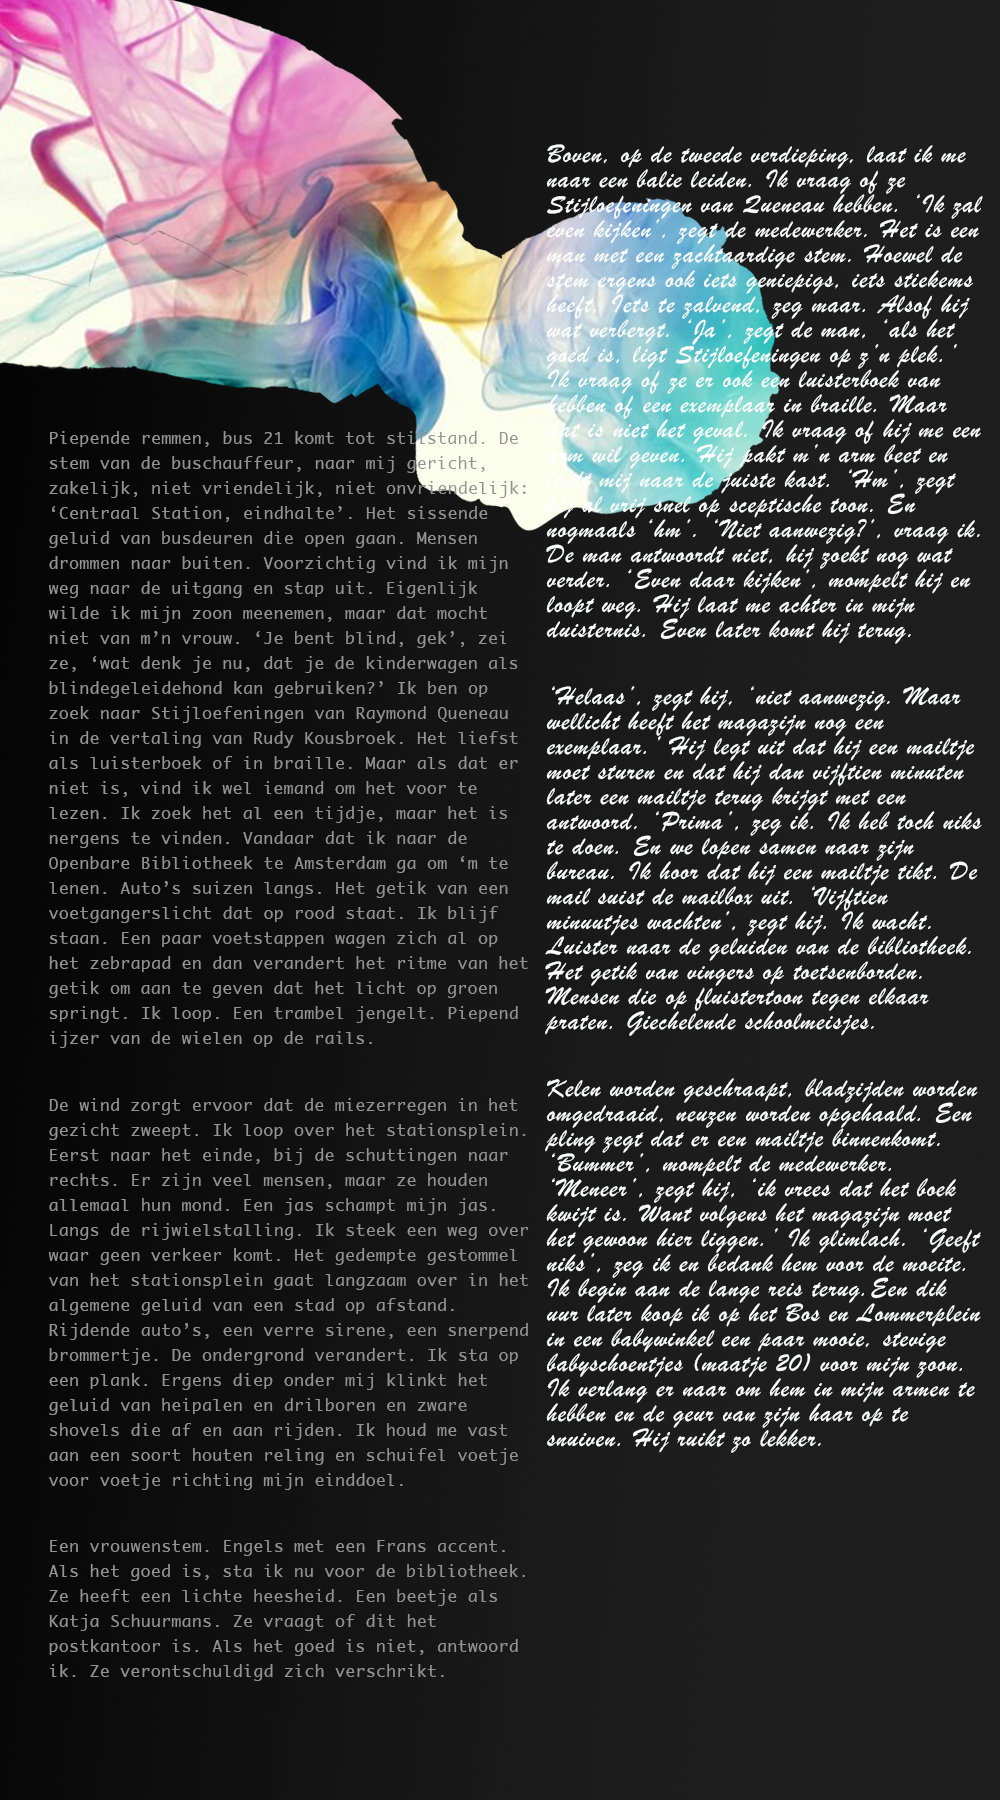 Piepende remmen, bus 21 komt tot stilstand. De
stem van de buschauffeur, naar mij gericht,
zakelijk, niet vriendelijk, niet onvriendelijk:
‘Centraal Station, eindhalte’. Het sissende
geluid van busdeuren die open gaan. Mensen
drommen naar buiten. Voorzichtig vind ik mijn
weg naar de uitgang en stap uit. Eigenlijk
wilde ik mijn zoon meenemen, maar dat mocht
niet van m’n vrouw. ‘Je bent blind, gek’, zei
ze, ‘wat denk je nu, dat je de kinderwagen als
blindegeleidehond kan gebruiken?’ Ik ben op
zoek naar Stijloefeningen van Raymond Queneau
in de vertaling van Rudy Kousbroek. Het liefst
als luisterboek of in braille. Maar als dat er
niet is, vind ik wel iemand om het voor te
lezen. Ik zoek het al een tijdje, maar het is
nergens te vinden. Vandaar dat ik naar de
Openbare Bibliotheek te Amsterdam ga om ‘m te
lenen. Auto’s suizen langs. Het getik van een
voetgangerslicht dat op rood staat. Ik blijf
staan. Een paar voetstappen wagen zich al op
het zebrapad en dan verandert het ritme van het
getik om aan te geven dat het licht op groen
springt. Ik loop. Een trambel jengelt. Piepend
ijzer van de wielen op de rails.
De wind zorgt ervoor dat de miezerregen in het
gezicht zweept. Ik loop over het stationsplein.
Eerst naar het einde, bij de schuttingen naar
rechts. Er zijn veel mensen, maar ze houden
allemaal hun mond. Een jas schampt mijn jas.
Langs de rijwielstalling. Ik steek een weg over
waar geen verkeer komt. Het gedempte gestommel
van het stationsplein gaat langzaam over in het
algemene geluid van een stad op afstand.
Rijdende auto’s, een verre sirene, een snerpend
brommertje. De ondergrond verandert. Ik sta op
een plank. Ergens diep onder mij klinkt het
geluid van heipalen en drilboren en zware
shovels die af en aan rijden. Ik houd me vast
aan een soort houten reling en schuifel voetje
voor voetje richting mijn einddoel.
Een vrouwenstem. Engels met een Frans accent.
Als het goed is, sta ik nu voor de bibliotheek.
Ze heeft een lichte heesheid. Een beetje als
Katja Schuurmans. Ze vraagt of dit het
postkantoor is. Als het goed is niet, antwoord
ik. Ze verontschuldigd zich verschrikt.
Boven, op de tweede verdieping, laat ik me
naar een balie leiden. Ik vraag of ze
Stijloefeningen van Queneau hebben. ‘Ik zal
even kijken’, zegt de medewerker. Het is een
man met een zachtaardige stem. Hoewel de
stem ergens ook iets geniepigs, iets stiekems
heeft. Iets te zalvend, zeg maar. Alsof hij
wat verbergt. ‘Ja’, zegt de man, ‘als het
goed is, ligt Stijloefeningen op z’n plek.’
Ik vraag of ze er ook een luisterboek van
hebben of een exemplaar in braille. Maar
dat is niet het geval. Ik vraag of hij me een
arm wil geven. Hij pakt m’n arm beet en
leidt mij naar de juiste kast. ‘Hm’, zegt
hij al vrij snel op sceptische toon. En
nogmaals ‘hm’. ‘Niet aanwezig?’, vraag ik.
De man antwoordt niet, hij zoekt nog wat
verder. ‘Even daar kijken’, mompelt hij en
loopt weg. Hij laat me achter in mijn
duisternis. Even later komt hij terug.
‘Helaas’, zegt hij, ‘niet aanwezig. Maar
wellicht heeft het magazijn nog een
exemplaar.’ Hij legt uit dat hij een mailtje
moet sturen en dat hij dan vijftien minuten
later een mailtje terug krijgt met een
antwoord. ‘Prima’, zeg ik. Ik heb toch niks
te doen. En we lopen samen naar zijn
bureau. Ik hoor dat hij een mailtje tikt. De
mail suist de mailbox uit. ‘Vijftien
minuutjes wachten’, zegt hij. Ik wacht.
Luister naar de geluiden van de bibliotheek.
Het getik van vingers op toetsenborden.
Mensen die op fluistertoon tegen elkaar
praten. Giechelende schoolmeisjes.
Kelen worden geschraapt, bladzijden worden
omgedraaid, neuzen worden opgehaald. Een
pling zegt dat er een mailtje binnenkomt.
‘Bummer’, mompelt de medewerker.
‘Meneer’, zegt hij, ‘ik vrees dat het boek
kwijt is. Want volgens het magazijn moet
het gewoon hier liggen.’ Ik glimlach. ‘Geeft
niks’, zeg ik en bedank hem voor de moeite.
Ik begin aan de lange reis terug. Een dik
uur later koop ik op het Bos en Lommerplein
in een babywinkel een paar mooie, stevige
babyschoentjes (maatje 20) voor mijn zoon.
Ik verlang er naar om hem in mijn armen te
hebben en de geur van zijn haar op te
snuiven. Hij ruikt zo lekker.